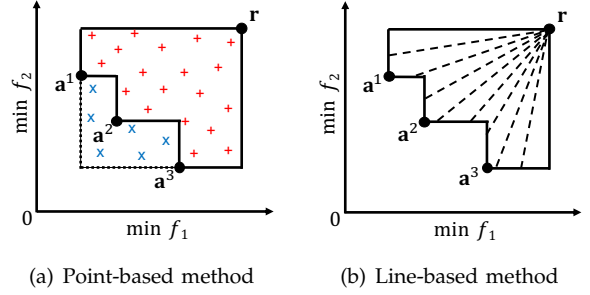 r
a¹
a²
a³
min f₂
0
min f₁
(a) Point-based method
r
a¹
a²
a³
min f₂
0
min f₁
(b) Line-based method